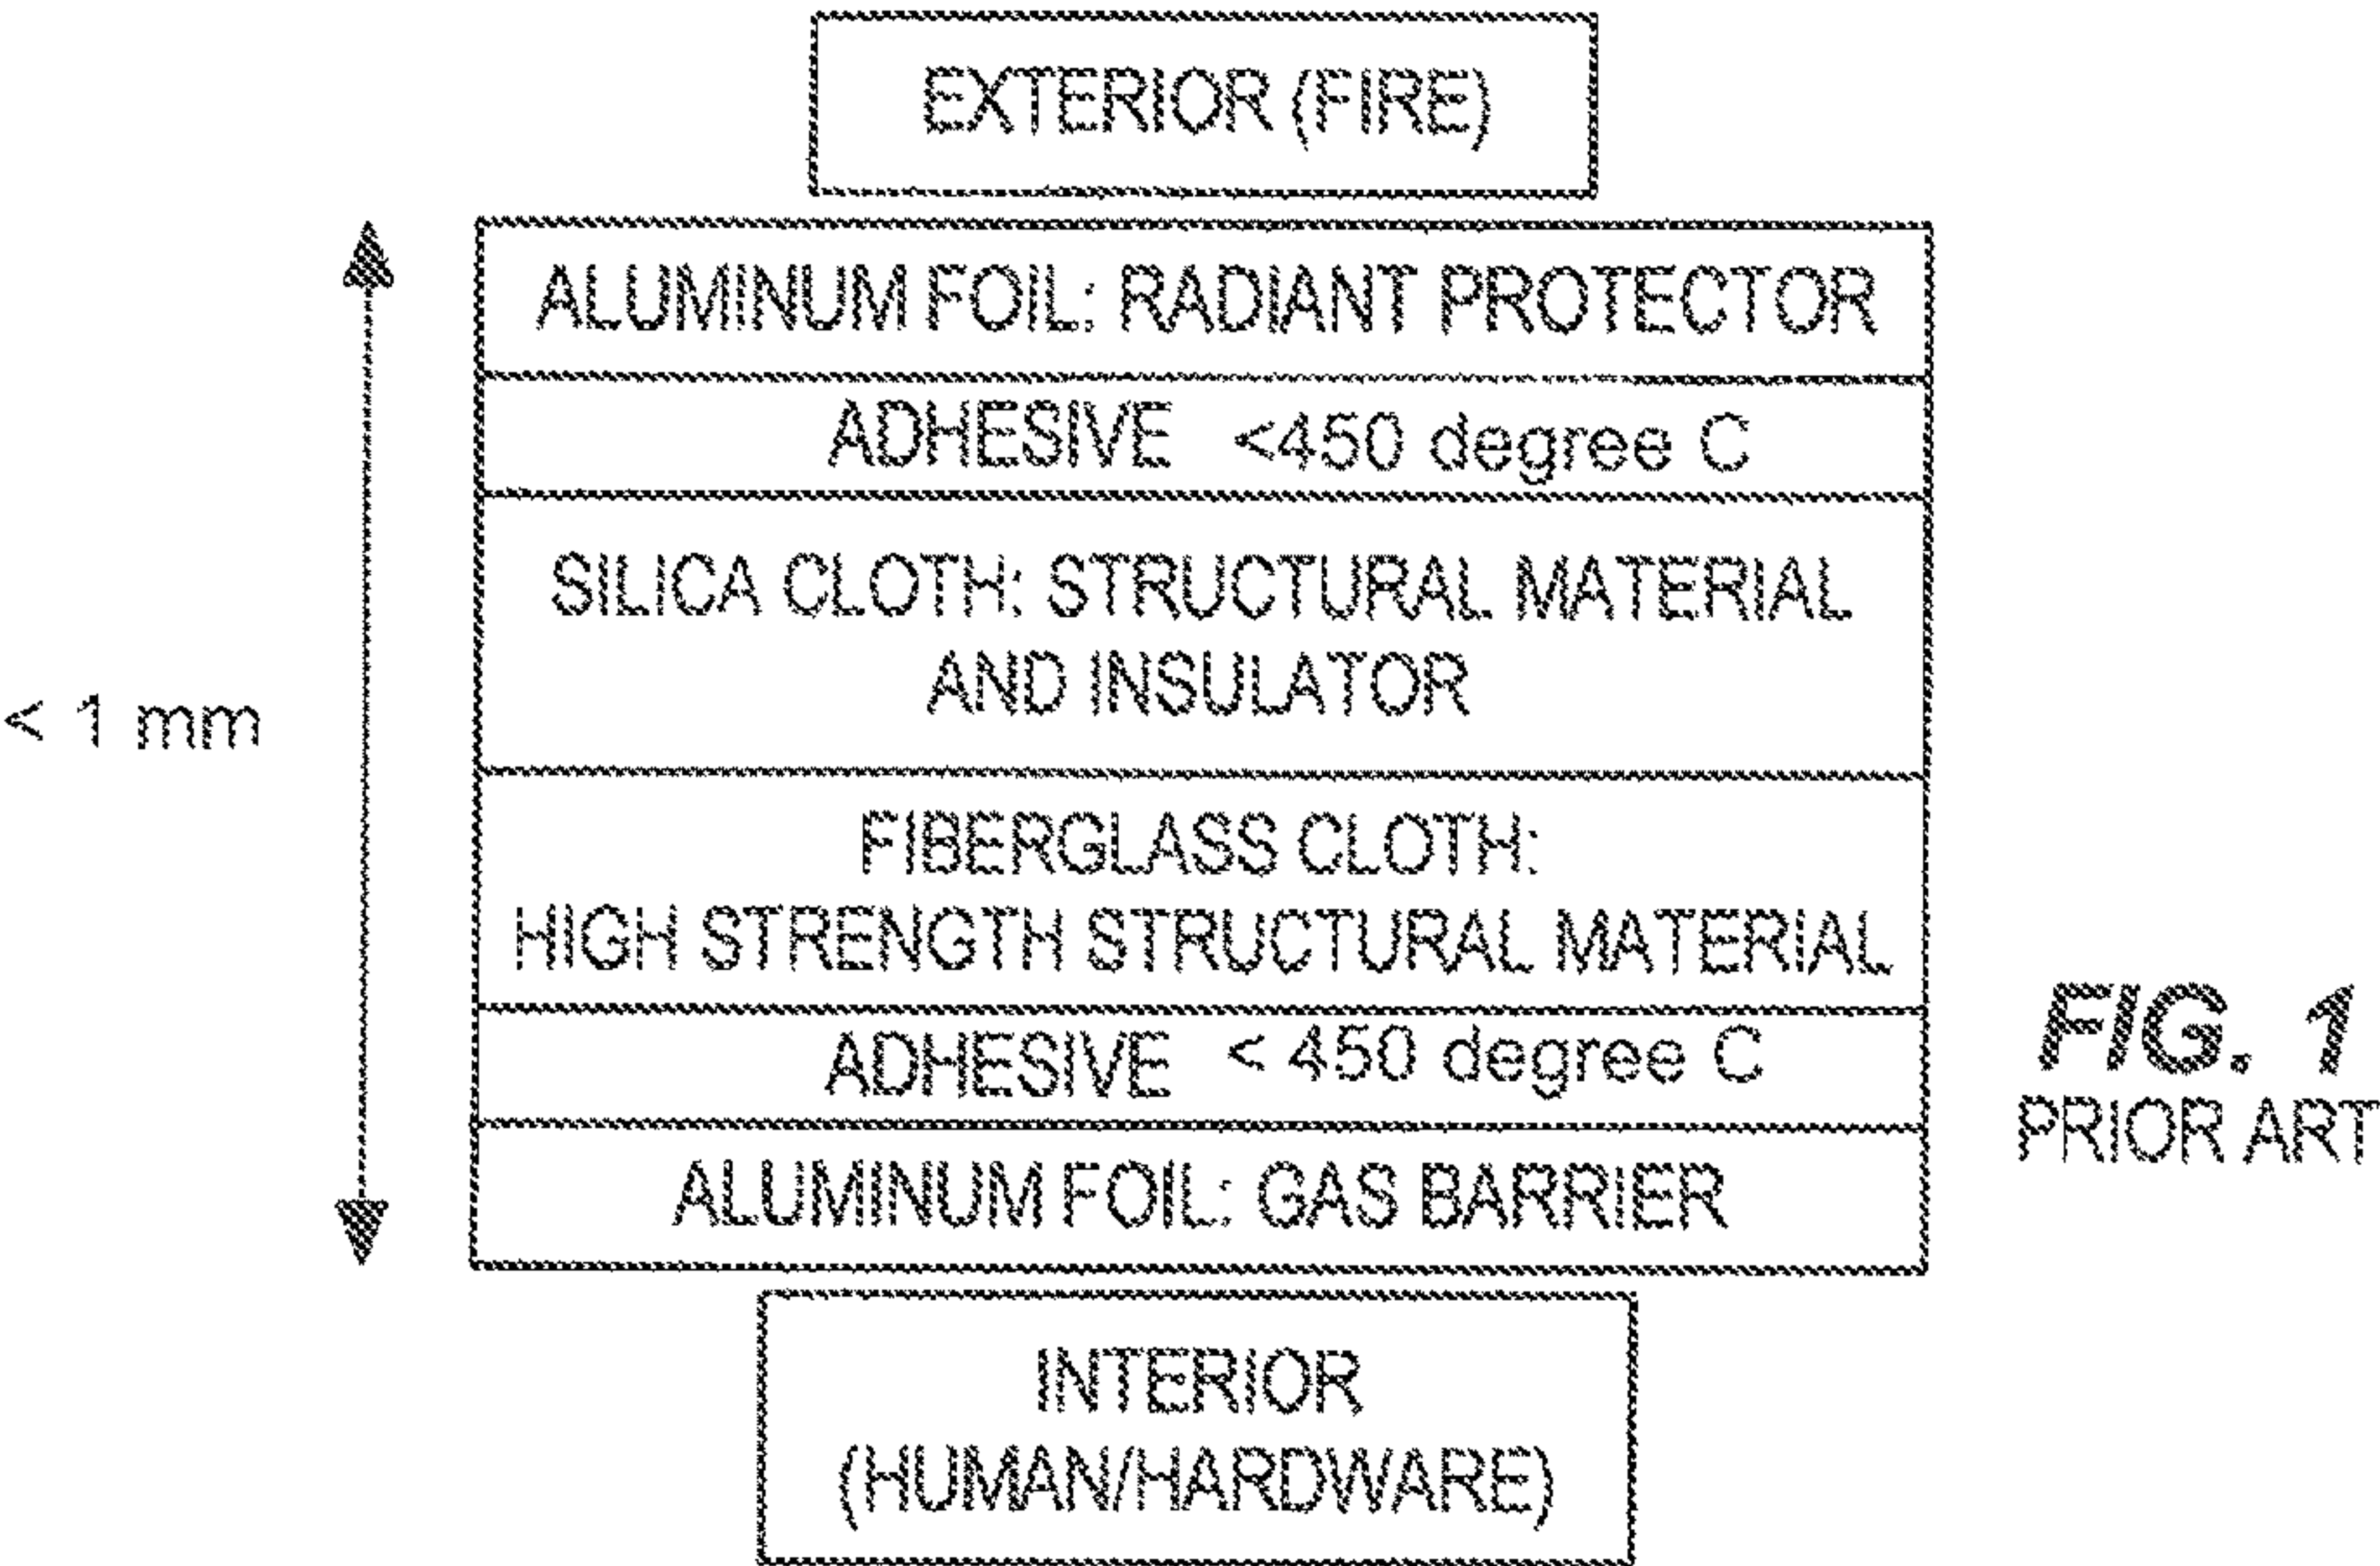 EXTERIOR (FIRE)
ALUMINUM FOIL: RADIANT PROTECTOR
ADHESIVE <450 degree C
SILICA CLOTH: STRUCTURAL MATERIAL
AND INSULATOR
< 1 mm
FIBERGLASS CLOTH:
HIGH STRENGTH STRUCTURAL MATERIAL
ADHESIVE < 450 degree C
ALUMINUM FOIL: GAS BARRIER
INTERIOR
(HUMAN/HARDWARE)
FIG. 1
PRIOR ART